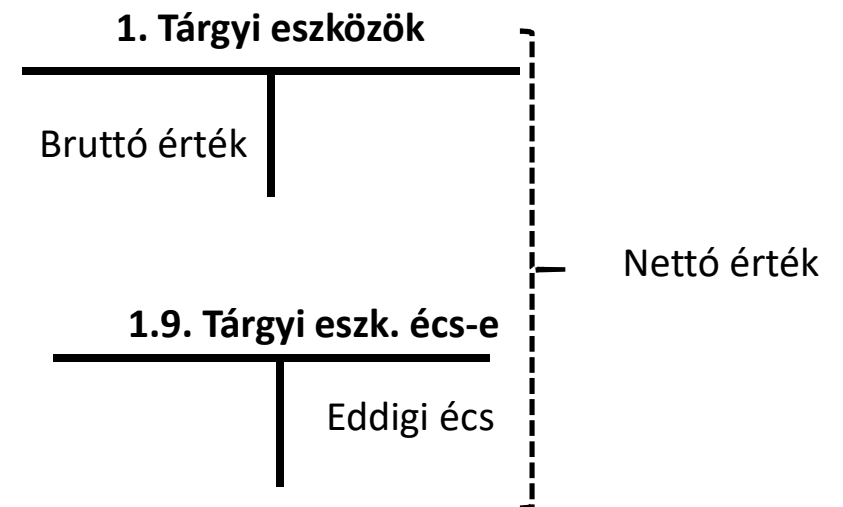 1. Tárgyi eszközök
Bruttó érték
Nettó érték
1.9. Tárgyi eszk. écs-e
Eddigi écs